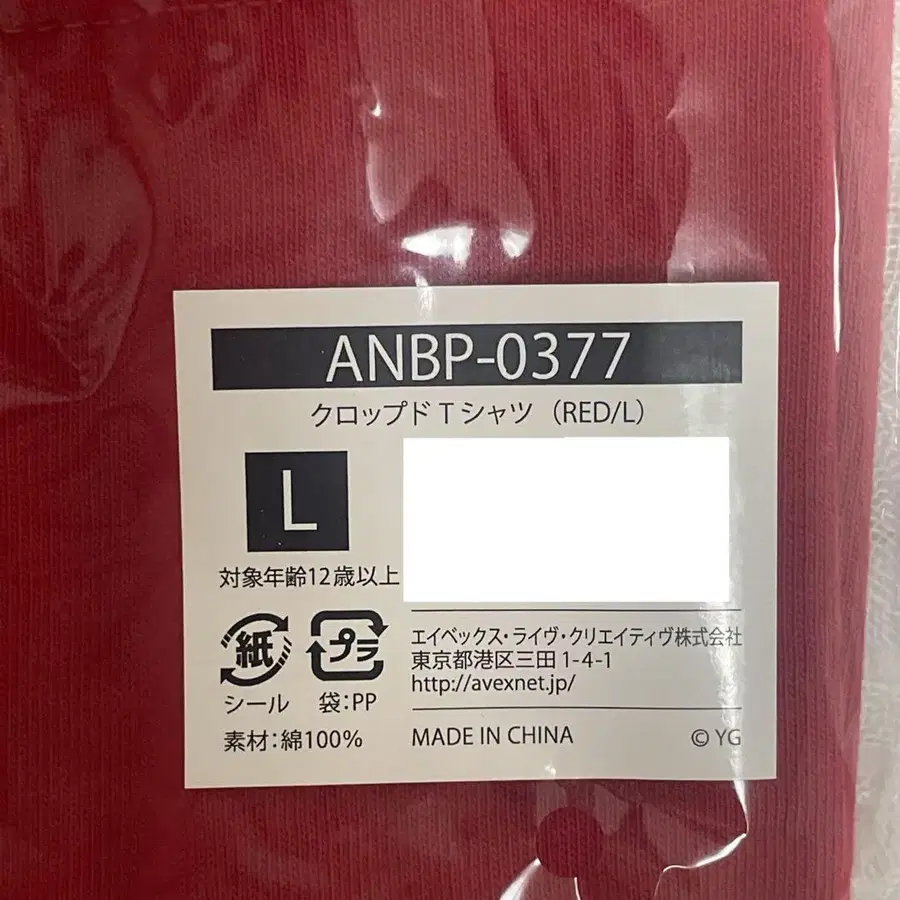 ANBP-0377
クロップドTシャツ（RED/L）
L
対象年齢12歳以上
紙
シール
プラ
袋：PP
素材：綿100%
エイベックス・ライヴ・クリエイティヴ株式会社
東京都港区三田1-4-1
http://avexnet.jp/
MADE IN CHINA
© YG